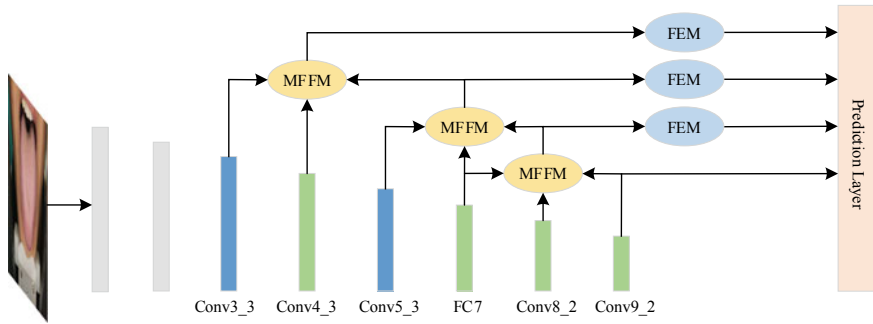 FEM
MFFM
FEM
MFFM
FEM
MFFM
Prediction Layer
Conv3_3
Conv4_3
Conv5_3
FC7
Conv8_2
Conv9_2